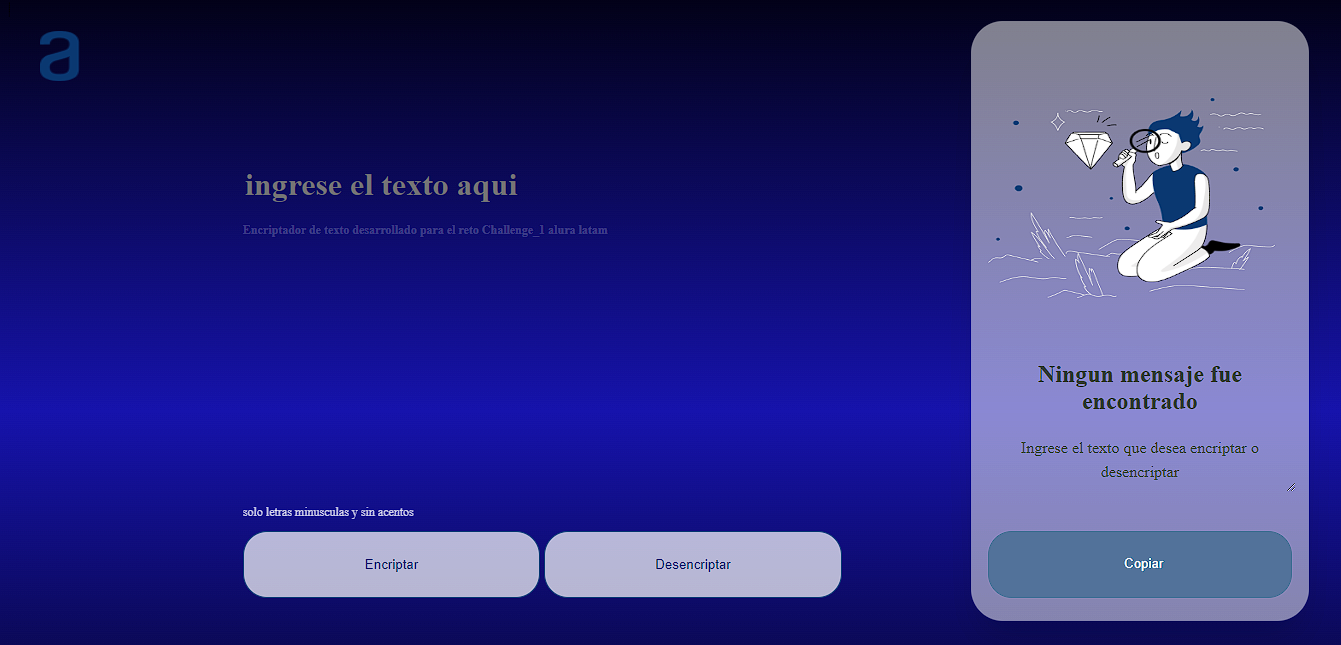 a
ingrese el texto aqui
Encriptador de texto desarrollado para el reto Challenge_1 alura latam
solo letras minusculas y sin acentos
Encriptar
Desencriptar
Ningun mensaje fue
encontrado
Ingrese el texto que desea encriptar o
desencriptar
Copiar